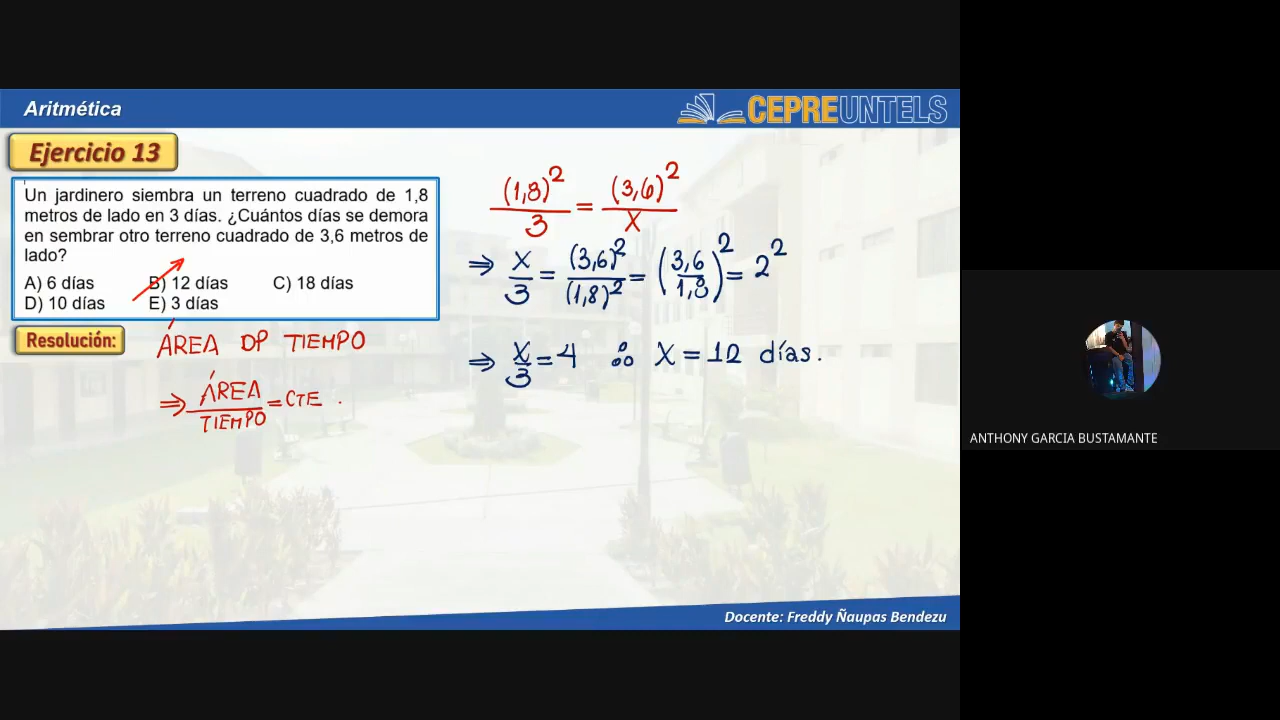 Aritmética
CEPREUNTELS
Ejercicio 13
Un jardinero siembra un terreno cuadrado de 1,8
metros de lado en 3 días. ¿Cuántos días se demora
en sembrar otro terreno cuadrado de 3,6 metros de
lado?
A) 6 días B) 12 días C) 18 días
D) 10 días E) 3 días
Resolución:
ÁREA DP TIEMPO
⇒ ÁREA/TIEMPO = CTE .
(1,8)²/3 = (3,6)²/X
⇒ X/3 = (3,6)²/(1,8)² = (3,6/1,8)² = 2²
⇒ X/3 = 4 ∴ X = 12 días.
Docente: Freddy Ñaupas Bendezu
ANTHONY GARCIA BUSTAMANTE